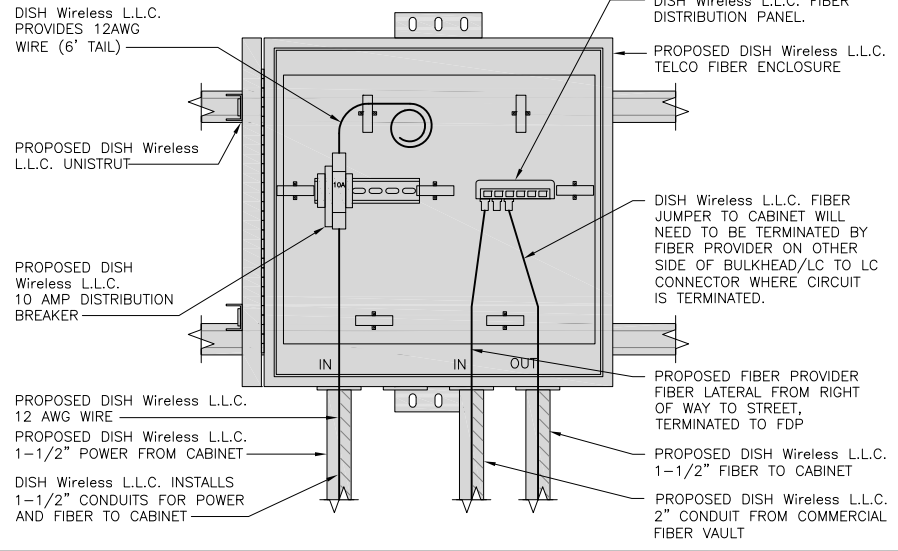 DISH Wireless L.L.C.
PROVIDES 12AWG
WIRE (6' TAIL)
PROPOSED DISH Wireless
L.L.C. UNISTRUT
PROPOSED DISH
Wireless L.L.C.
10 AMP DISTRIBUTION
BREAKER
PROPOSED DISH Wireless L.L.C.
12 AWG WIRE
PROPOSED DISH Wireless L.L.C.
1-1/2" POWER FROM CABINET
DISH Wireless L.L.C. INSTALLS
1-1/2" CONDUITS FOR POWER
AND FIBER TO CABINET
10A
IN
IN
OUT
DISH Wireless L.L.C. FIBER
DISTRIBUTION PANEL.
PROPOSED DISH Wireless L.L.C.
TELCO FIBER ENCLOSURE
DISH Wireless L.L.C. FIBER
JUMPER TO CABINET WILL
NEED TO BE TERMINATED BY
FIBER PROVIDER ON OTHER
SIDE OF BULKHEAD/LC TO LC
CONNECTOR WHERE CIRCUIT
IS TERMINATED.
PROPOSED FIBER PROVIDER
FIBER LATERAL FROM RIGHT
OF WAY TO STREET,
TERMINATED TO FDP
PROPOSED DISH Wireless L.L.C.
1-1/2" FIBER TO CABINET
PROPOSED DISH Wireless L.L.C.
2" CONDUIT FROM COMMERCIAL
FIBER VAULT